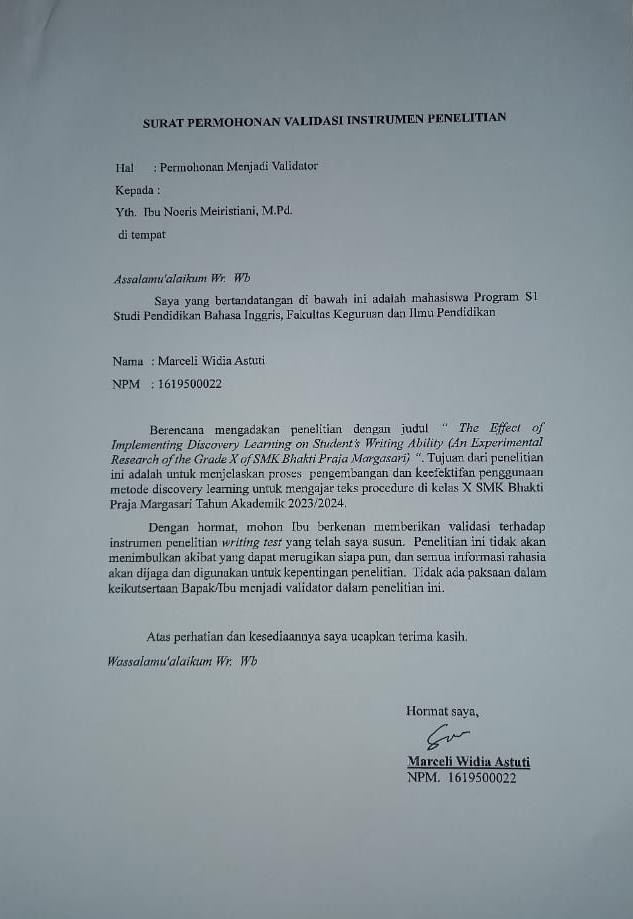 SURAT PERMOHONAN VALIDASI INSTRUMEN PENELITIAN
Hal : Permohonan Menjadi Validator
Kepada :
Yth. Ibu Noeris Meiristiani, M.Pd.
di tempat
Assalamu'alaikum Wr. Wb
Saya yang bertandatangan di bawah ini adalah mahasiswa Program S1
Studi Pendidikan Bahasa Inggris, Fakultas Keguruan dan Ilmu Pendidikan
Nama : Marceli Widia Astuti
NPM : 1619500022
Berencana mengadakan penelitian dengan judul " The Effect of
Implementing Discovery Learning on Student's Writing Ability (An Experimental
Research of the Grade X of SMK Bhakti Praja Margasari) ". Tujuan dari penelitian
ini adalah untuk menjelaskan proses pengembangan dan keefektifan penggunaan
metode discovery learning untuk mengajar teks procedure di kelas X SMK Bhakti
Praja Margasari Tahun Akademik 2023/2024.
Dengan hormat, mohon Ibu berkenan memberikan validasi terhadap
instrumen penelitian writing test yang telah saya susun. Penelitian ini tidak akan
menimbulkan akibat yang dapat merugikan siapa pun, dan semua informasi rahasia
akan dijaga dan digunakan untuk kepentingan penelitian. Tidak ada paksaan dalam
keikutsertaan Bapak/Ibu menjadi validator dalam penelitian ini.
Atas perhatian dan kesediaannya saya ucapkan terima kasih.
Wassalamu'alaikum Wr. Wb
Hormat saya,
Marceli Widia Astuti
NPM. 1619500022